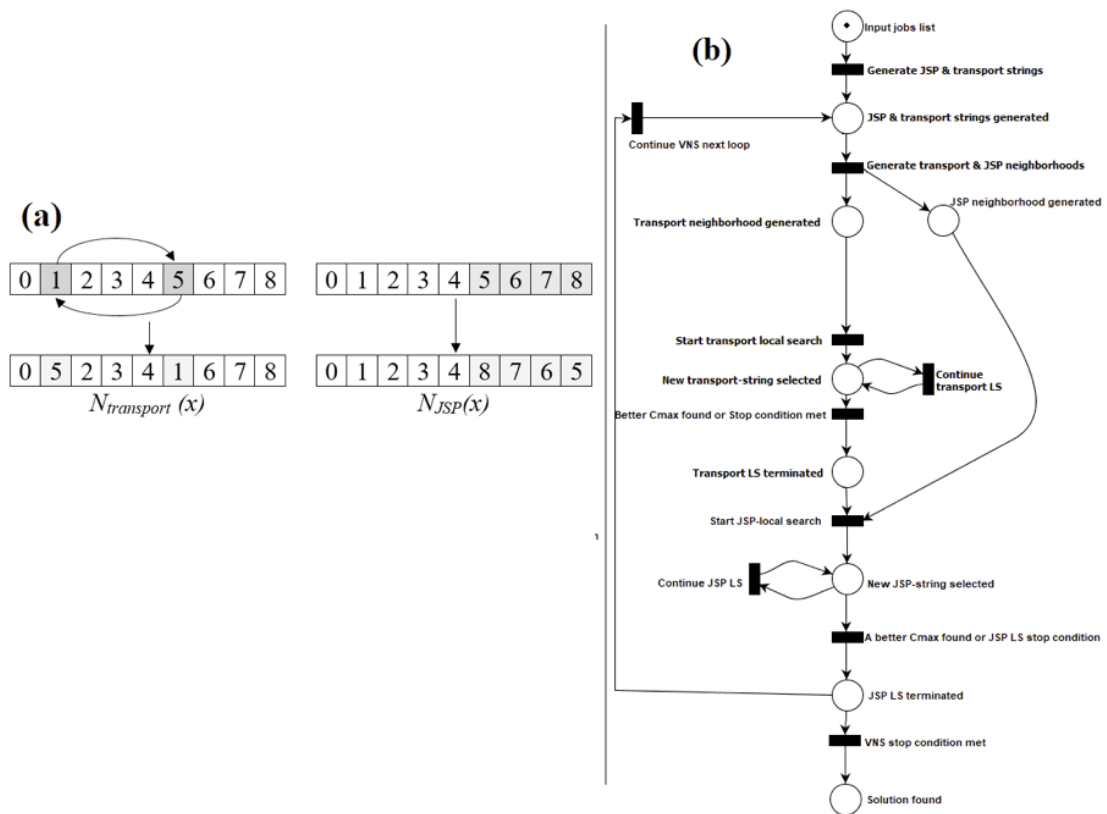 (a)
0 1 2 3 4 5 6 7 8
0 5 2 3 4 1 6 7 8
Ntransport (x)
0 1 2 3 4 5 6 7 8
0 1 2 3 4 8 7 6 5
NJSP(x)
(b)
Input jobs list
Generate JSP & transport strings
JSP & transport strings generated
Continue VNS next loop
Generate transport & JSP neighborhoods
JSP neighborhood generated
Transport neighborhood generated
Start transport local search
New transport-string selected
Continue
transport LS
Better Cmax found or Stop condition met
Transport LS terminated
Start JSP-local search
Continue JSP LS
New JSP-string selected
A better Cmax found or JSP LS stop condition
JSP LS terminated
VNS stop condition met
Solution found